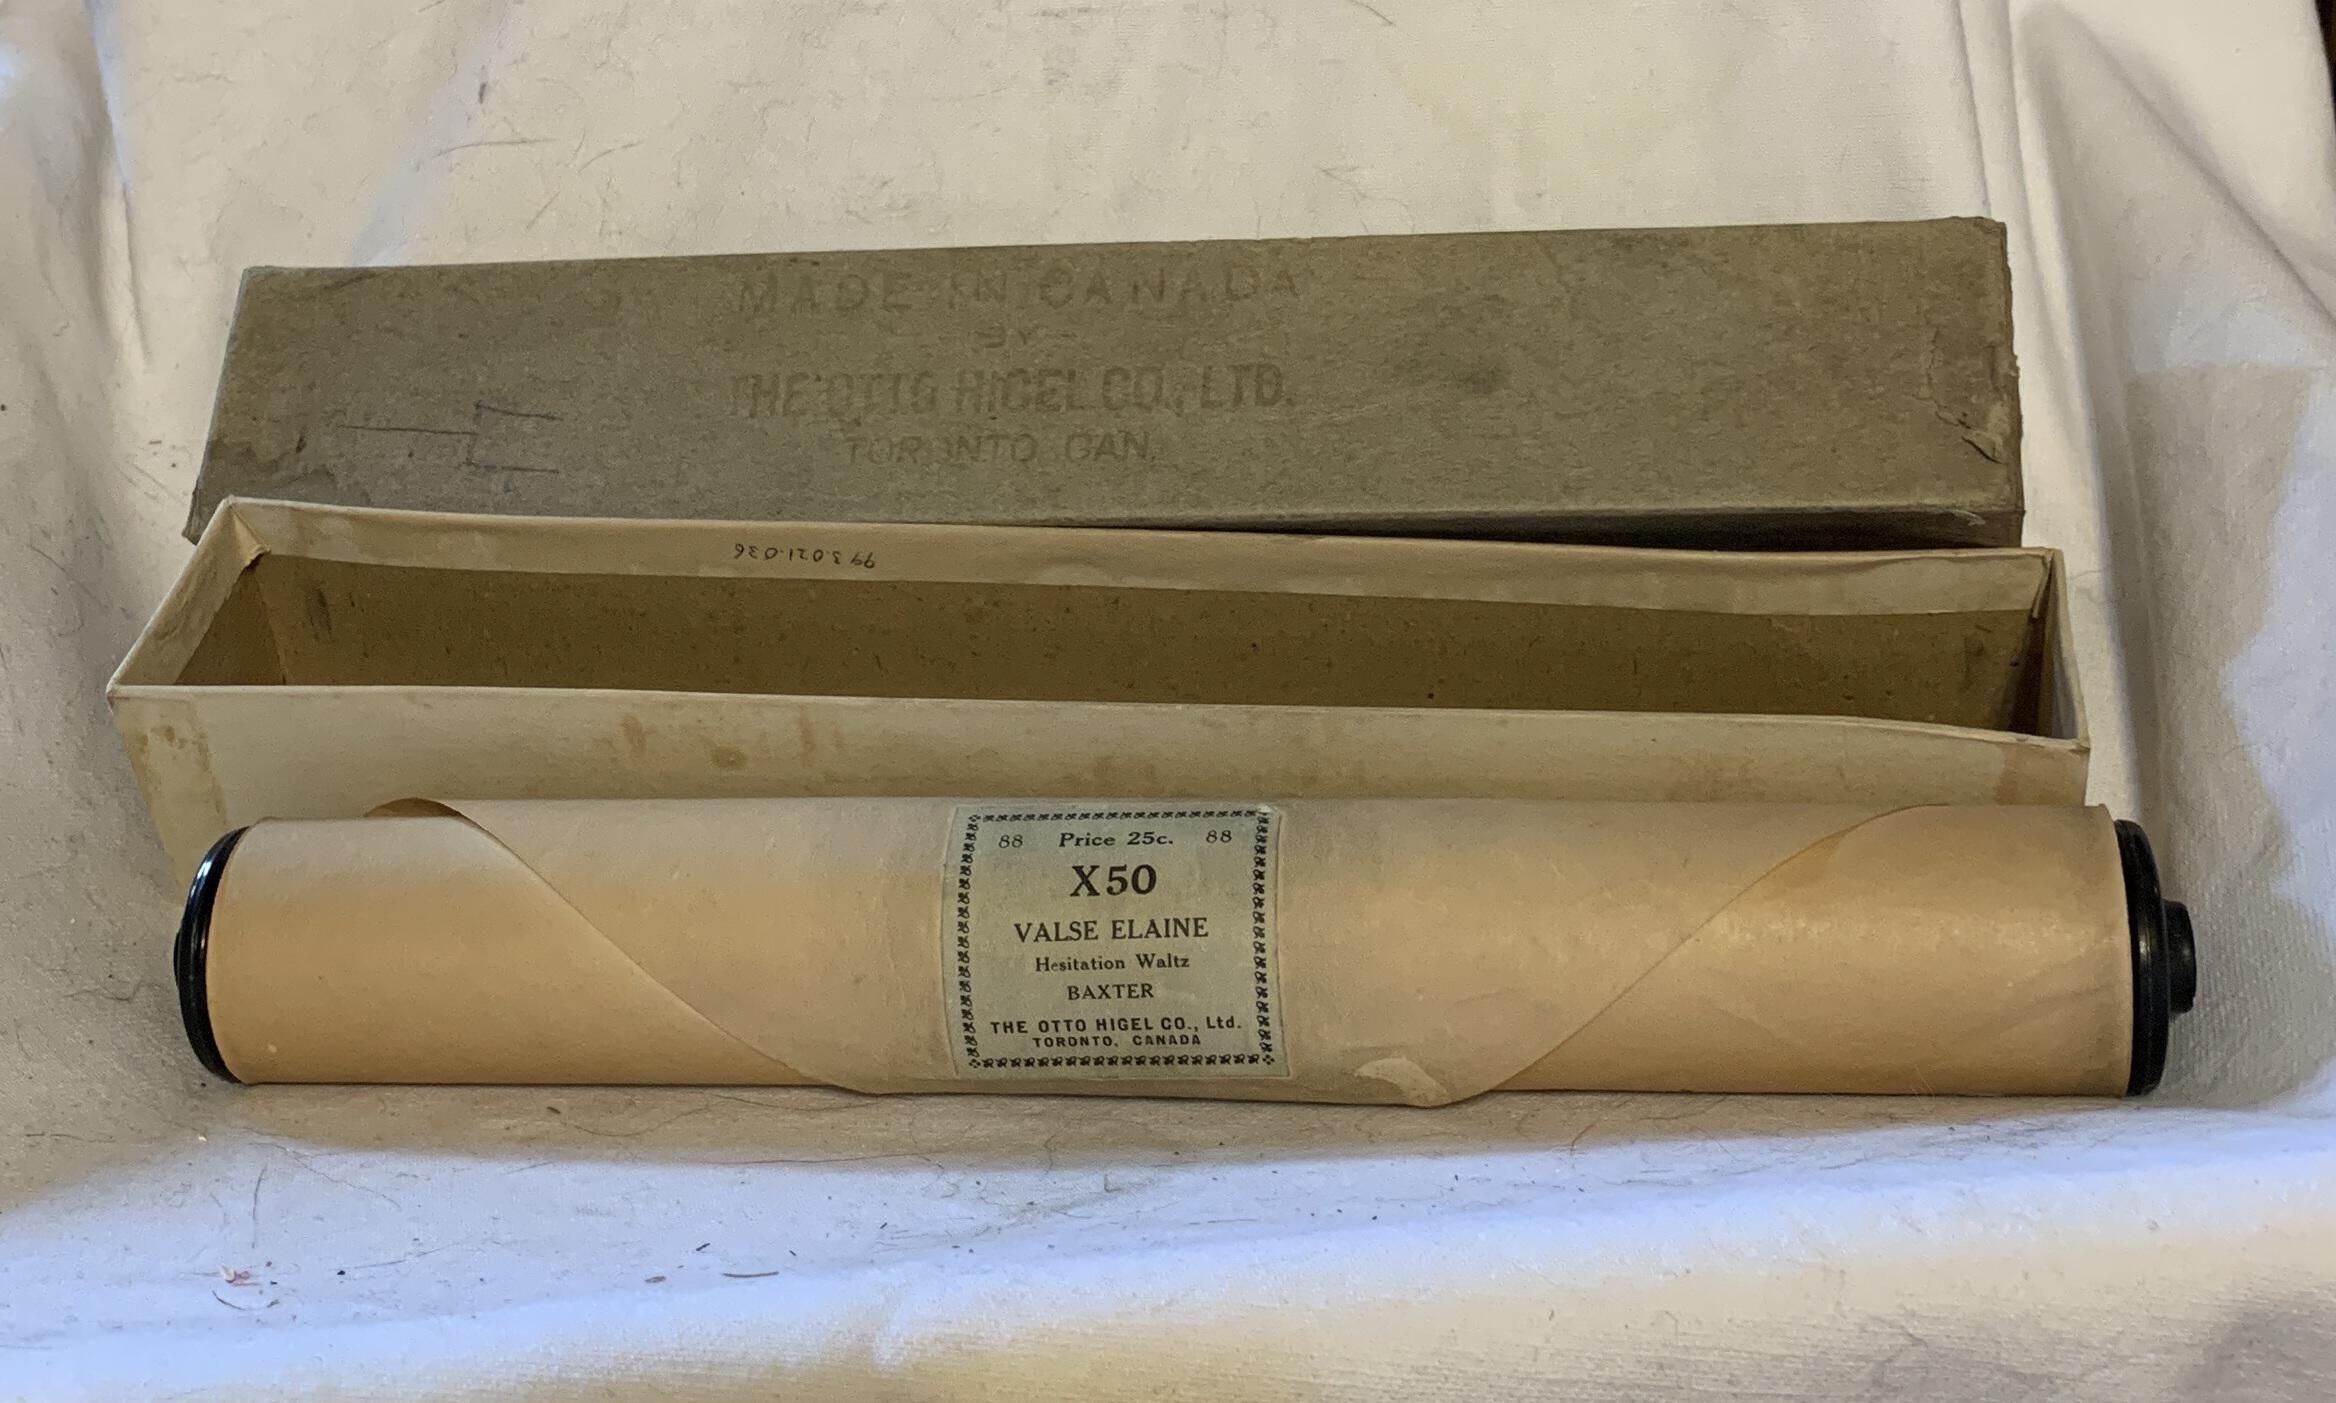 MADE IN CANADA
BY
THE OTTO HIGEL CO., LTD.
TORONTO CAN.
993.021.036
88 Price 25c. 88
X50
VALSE ELAINE
Hesitation Waltz
BAXTER
THE OTTO HIGEL CO., Ltd.
TORONTO, CANADA